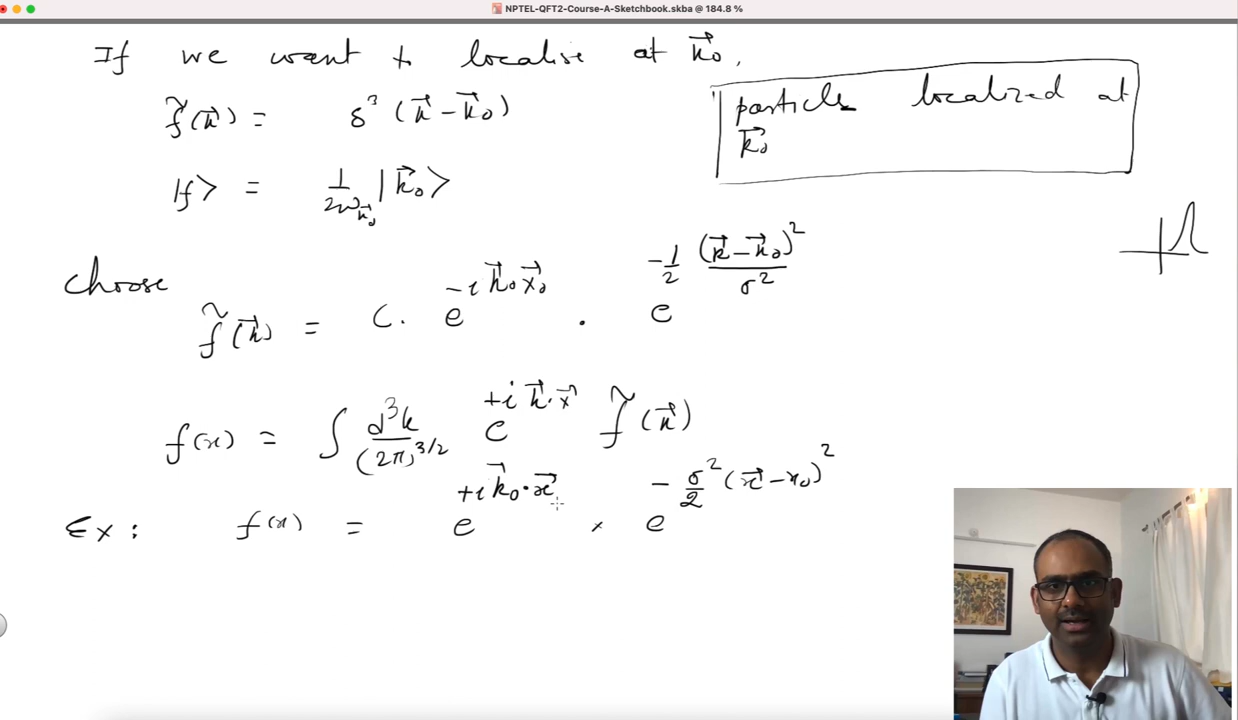 NPTEL-QFT2-Course-A-Sketchbook.skba @ 184.8 %
If we want to localise at k⃗₀,
f̃(k⃗) = δ³(k⃗ - k⃗₀)
particle localized at
k⃗₀
|f> = 1/2ω_k⃗₀ |k⃗₀>
choose
f̃(k⃗) = C. e^{-i k⃗₀.x⃗₀} . e^{-1/2 (k⃗ - k⃗₀)²/σ²}
f(x) = ∫ d³k/(2π)^{3/2} e^{+i k⃗.x⃗} f̃(k⃗)
Ex: f(x) = e^{+i k⃗₀.x⃗} × e^{-σ²/2 (x⃗ - x₀)²}